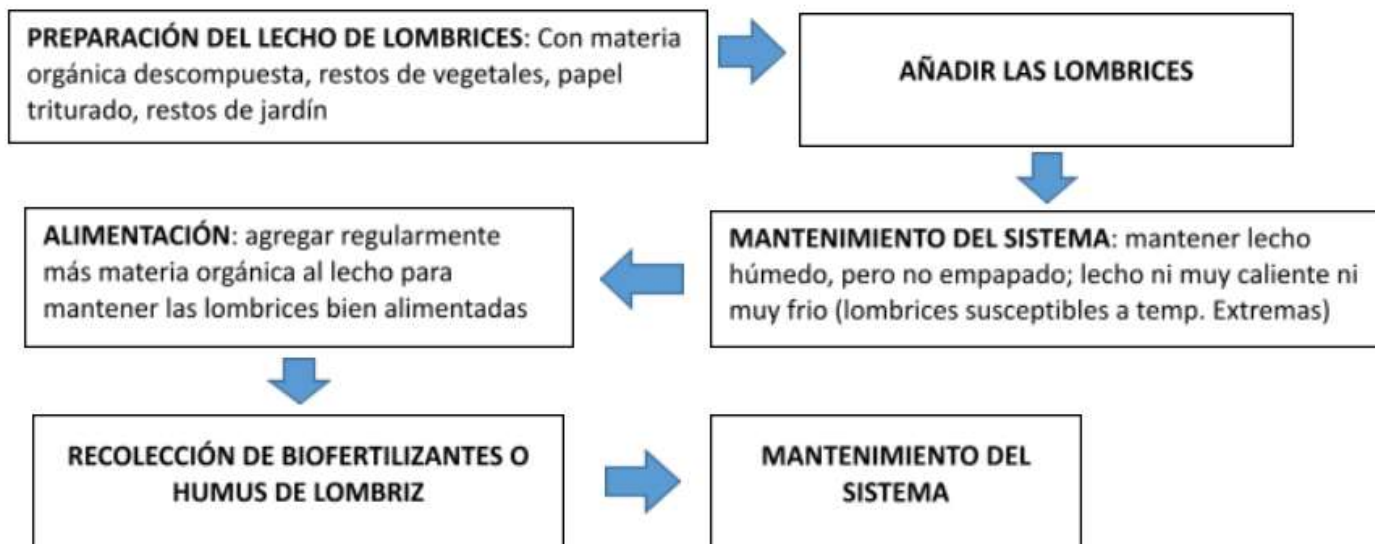 PREPARACIÓN DEL LECHO DE LOMBRICES: Con materia
orgánica descompuesta, restos de vegetales, papel
triturado, restos de jardín
AÑADIR LAS LOMBRICES
MANTENIMIENTO DEL SISTEMA: mantener lecho
húmedo, pero no empapado; lecho ni muy caliente ni
muy frio (lombrices susceptibles a temp. Extremas)
ALIMENTACIÓN: agregar regularmente
más materia orgánica al lecho para
mantener las lombrices bien alimentadas
RECOLECCIÓN DE BIOFERTILIZANTES O
HUMUS DE LOMBRIZ
MANTENIMIENTO DEL
SISTEMA